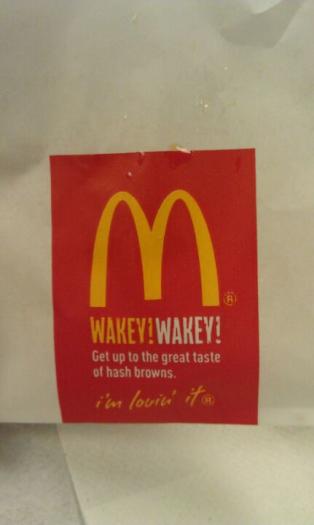 M®
WAKEY!WAKEY!
Get up to the great taste
of hash browns.
i'm lovin' it®